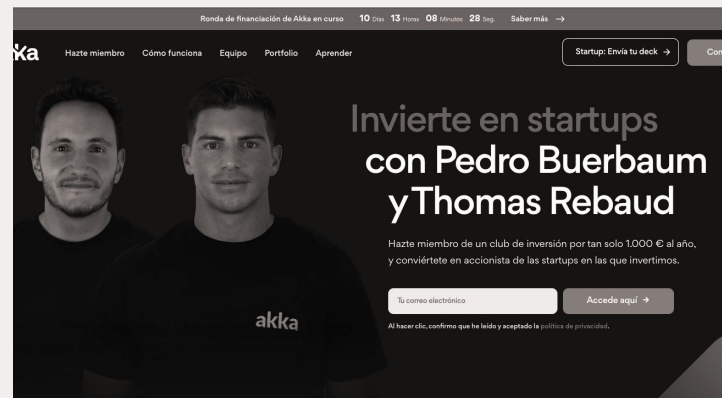 Ronda de financiación de Akka en curso 10 Días 13 Horas 08 Minutos 28 Seg. Saber más →
Hazte miembro Cómo funciona Equipo Portfolio Aprender Startup: Envía tu deck →
Invierte en startups
con Pedro Buerbaum
y Thomas Rebaud
Hazte miembro de un club de inversión por tan solo 1.000 € al año,
y conviértete en accionista de las startups en las que invertimos.
Tu correo electrónico Accede aquí →
Al hacer clic, confirmo que he leído y aceptado la política de privacidad.
akka